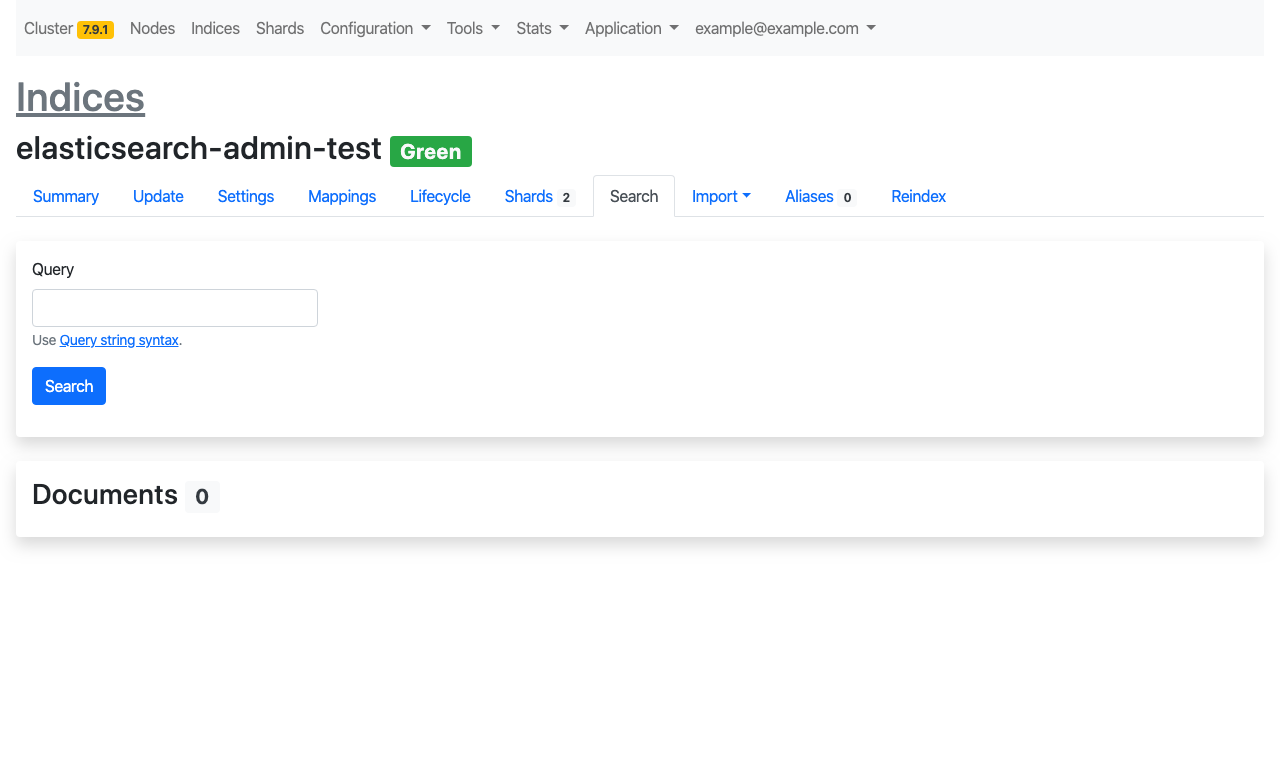 Cluster 7.9.1 Nodes Indices Shards Configuration Tools Stats Application example@example.com
Indices
elasticsearch-admin-test Green
Summary Update Settings Mappings Lifecycle Shards 2 Search Import Aliases 0 Reindex
Query
Use Query string syntax.
Search
Documents 0